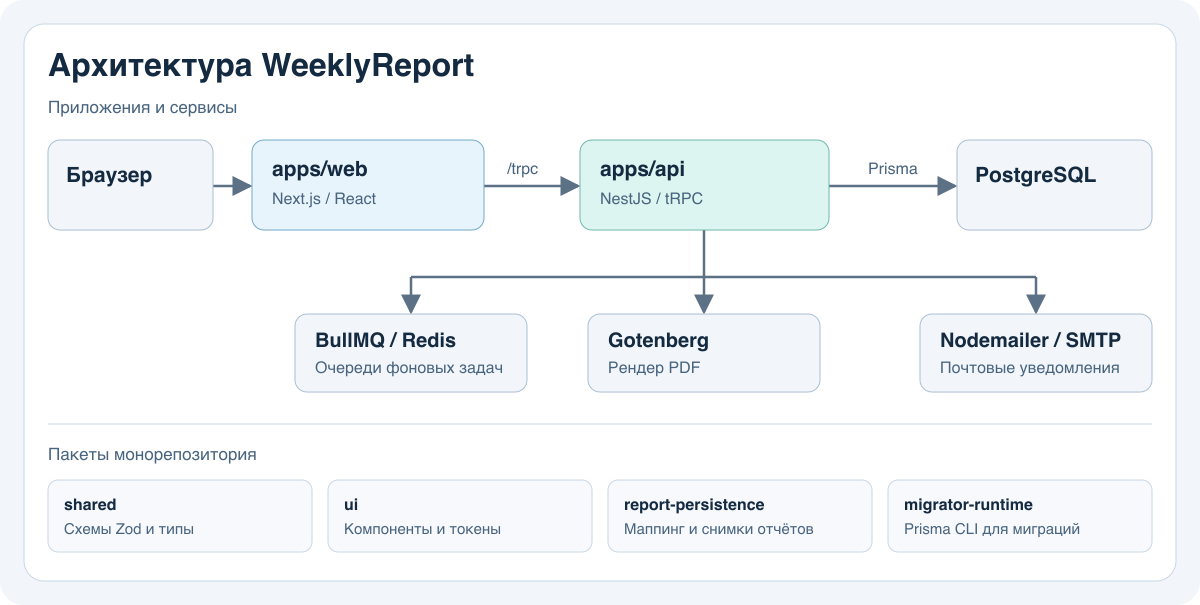 Архитектура WeeklyReport
Приложения и сервисы
Браузер
apps/web
Next.js / React
/trpc
apps/api
NestJS / tRPC
Prisma
PostgreSQL
BullMQ / Redis
Очереди фоновых задач
Gotenberg
Рендер PDF
Nodemailer / SMTP
Почтовые уведомления
Пакеты монорепозитория
shared
Схемы Zod и типы
ui
Компоненты и токены
report-persistence
Маппинг и снимки отчётов
migrator-runtime
Prisma CLI для миграций